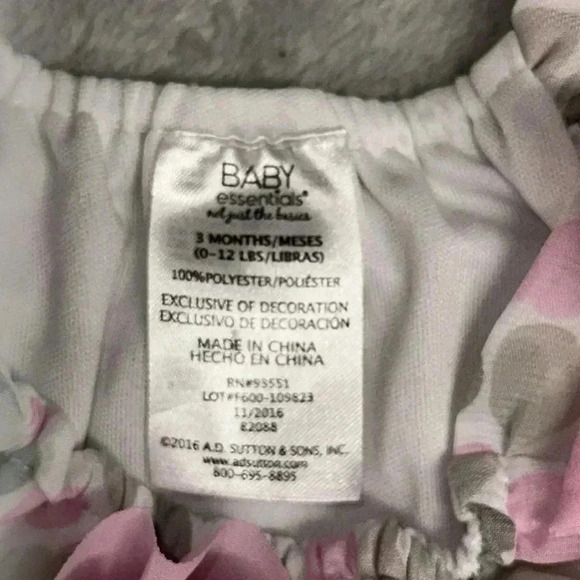 BABY
essentials®
not just the basics
3 MONTHS/MESES
(0-12 LBS/LIBRAS)
100%POLYESTER/POLIÉSTER
EXCLUSIVE OF DECORATION
EXCLUSIVO DE DECORACIÓN
MADE IN CHINA
HECHO EN CHINA
RN#93551
LOT#F600-109823
11/2016
82088
©2016 A.D. SUTTON & SONS, INC.
www.adsutton.com
800-695-8895